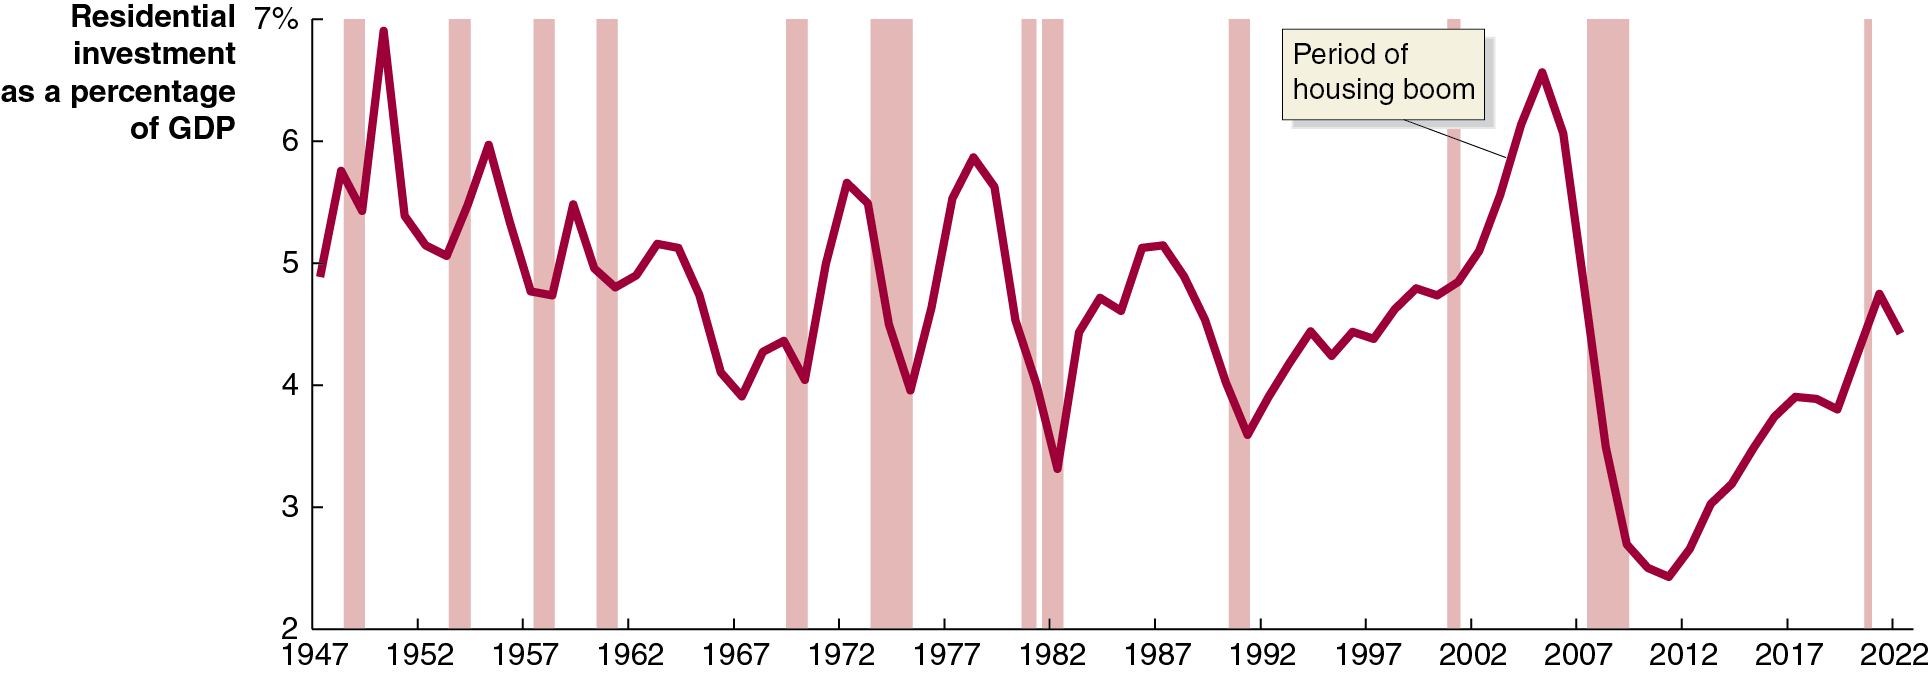 Residential
investment
as a percentage
of GDP
7%
6
5
4
3
2
Period of
housing boom
1947 1952 1957 1962 1967 1972 1977 1982 1987 1992 1997 2002 2007 2012 2017 2022